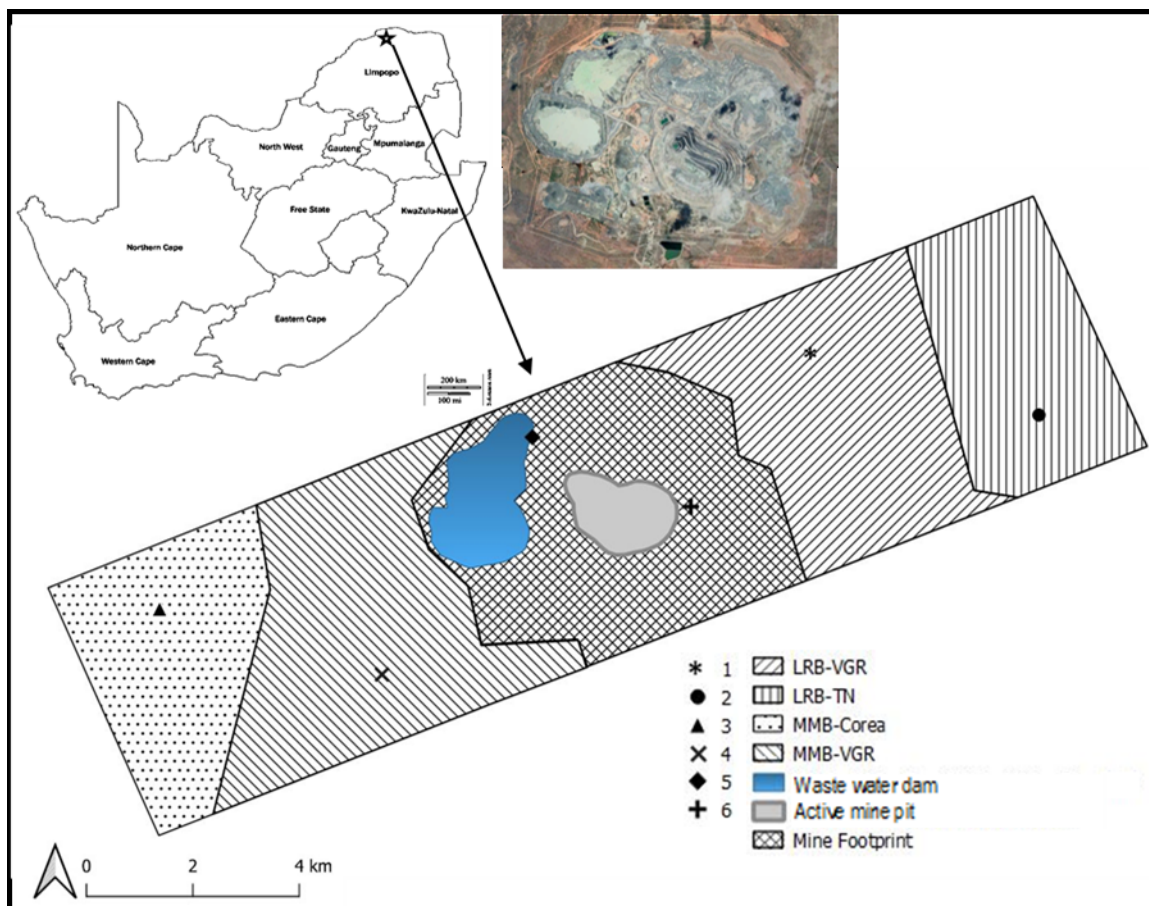 Limpopo
North West
Gauteng
Mpumalanga
Free State
KwaZulu-Natal
Northern Cape
Eastern Cape
Western Cape
200 km
100 mi
1 LRB-VGR
2 LRB-TN
3 MMB-Corea
4 MMB-VGR
5 Waste water dam
6 Active mine pit
Mine Footprint
0 2 4 km